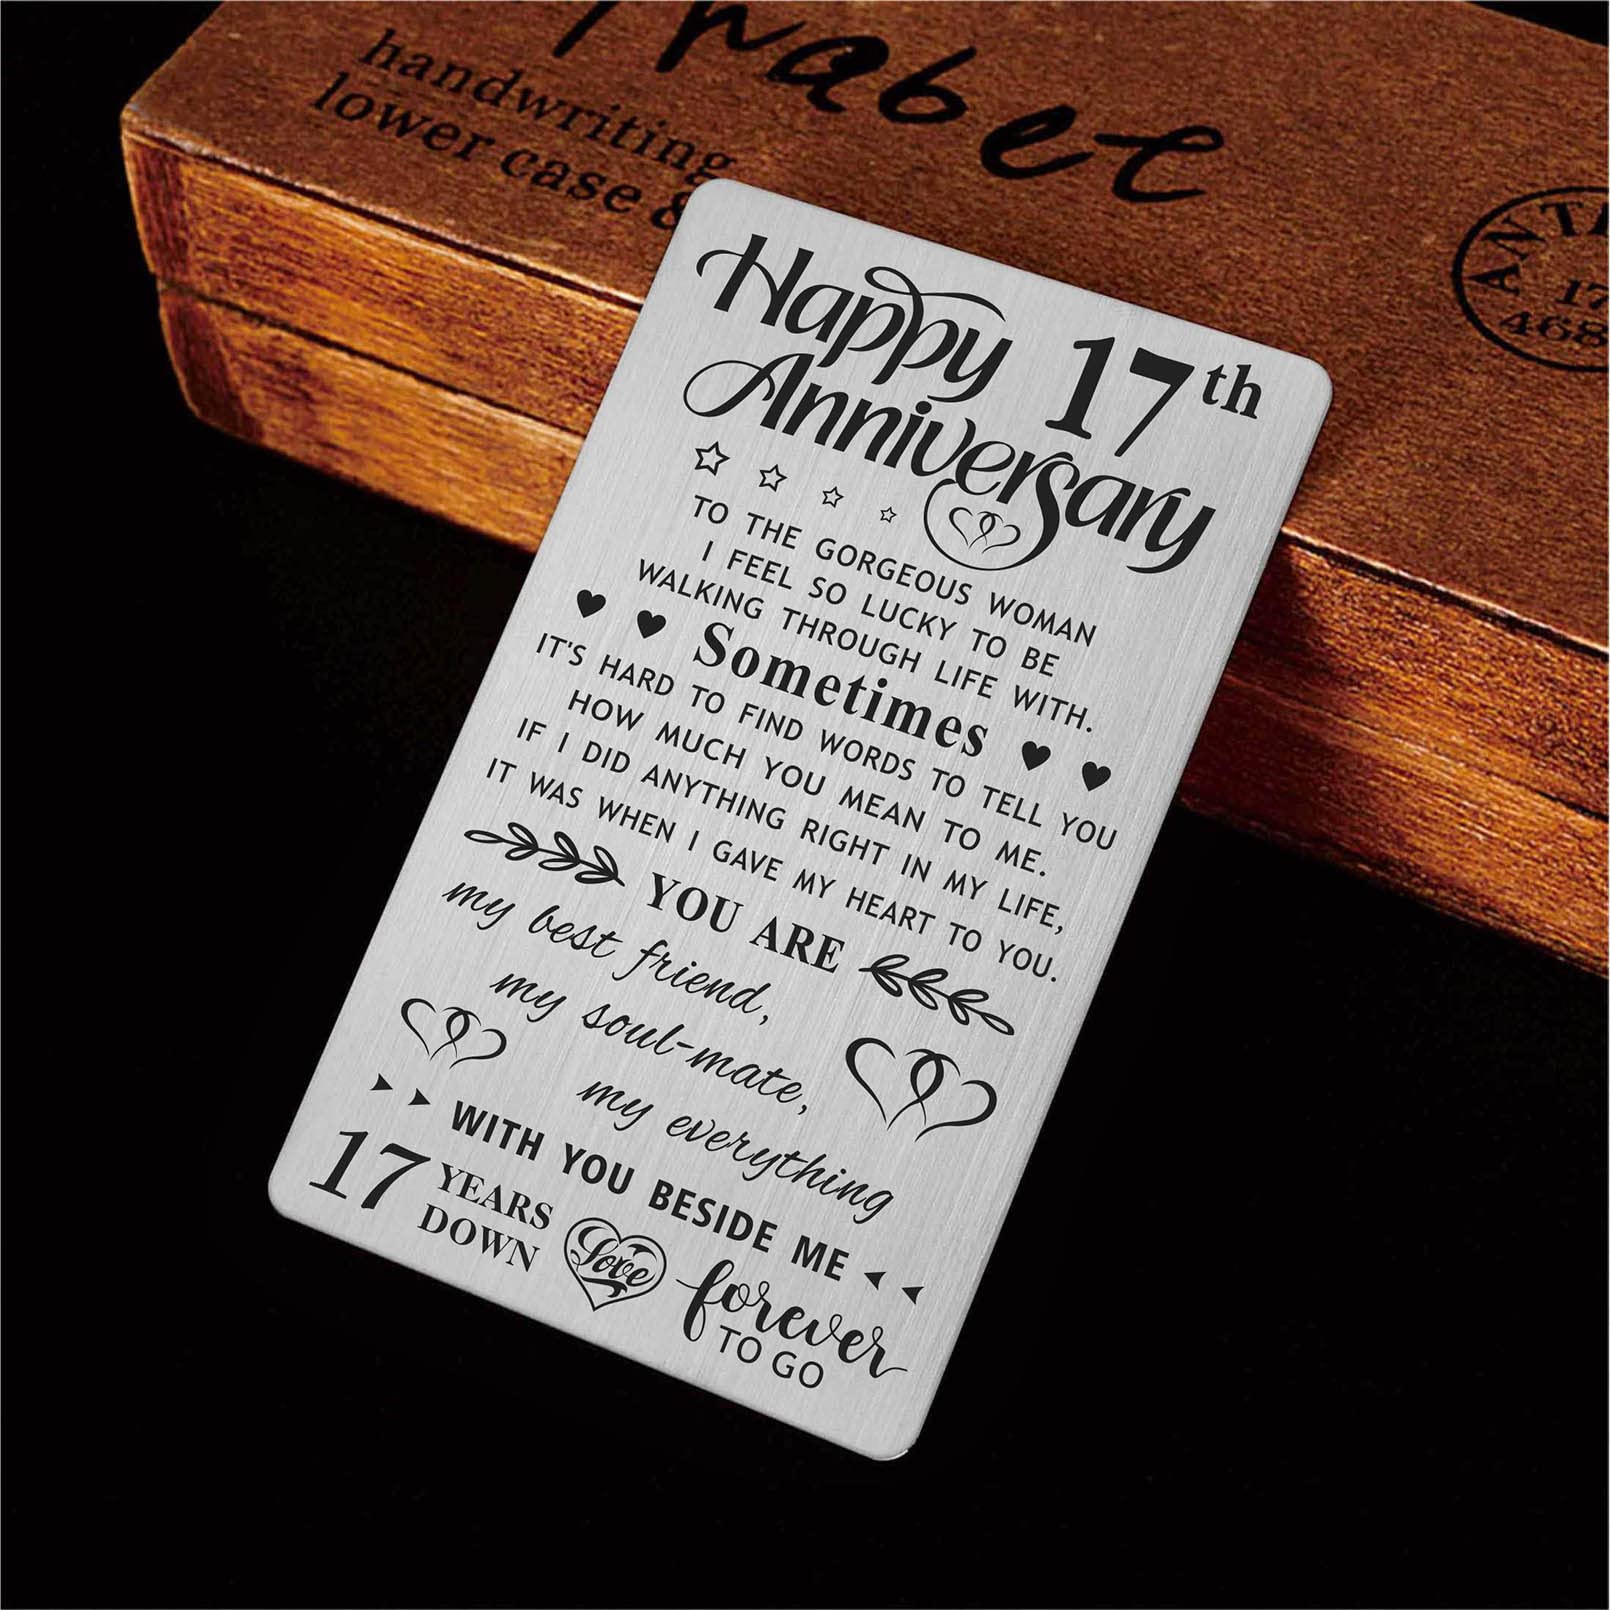 handwriting
lower case &
Happy 17th
Anniversary
TO THE GORGEOUS WOMAN
I FEEL SO LUCKY TO BE
WALKING THROUGH LIFE WITH.
Sometimes
IT'S HARD TO FIND WORDS TO TELL YOU
HOW MUCH YOU MEAN TO ME.
IF I DID ANYTHING RIGHT IN MY LIFE,
IT WAS WHEN I GAVE MY HEART TO YOU.
YOU ARE
my best friend,
my soul-mate,
my everything
WITH YOU BESIDE ME
17 YEARS
DOWN
Love
forever
TO GO